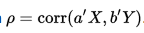 ρ = corr(a′X, b′Y).